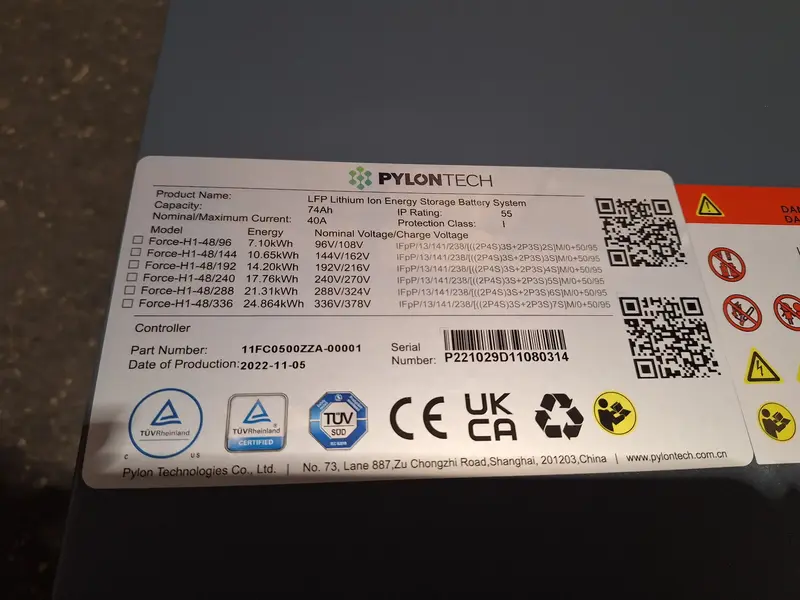 PYLONTECH
Product Name: LFP Lithium Ion Energy Storage Battery System
Capacity: 74Ah IP Rating: 55
Nominal/Maximum Current: 40A Protection Class: I
Model Energy Nominal Voltage/Charge Voltage
Force-H1-48/96 7.10kWh 96V/108V IFpP/13/141/238/[((2P4S)3S+2P3S)2S]M/0+50/95
Force-H1-48/144 10.65kWh 144V/162V IFpP/13/141/238/[((2P4S)3S+2P3S)3S]M/0+50/95
Force-H1-48/192 14.20kWh 192V/216V IFpP/13/141/238/[((2P4S)3S+2P3S)4S]M/0+50/95
Force-H1-48/240 17.76kWh 240V/270V IFpP/13/141/238/[((2P4S)3S+2P3S)5S]M/0+50/95
Force-H1-48/288 21.31kWh 288V/324V IFpP/13/141/238/[((2P4S)3S+2P3S)6S]M/0+50/95
Force-H1-48/336 24.864kWh 336V/378V IFpP/13/141/238/[((2P4S)3S+2P3S)7S]M/0+50/95
Controller
Part Number: 11FC0500ZZA-00001
Date of Production: 2022-11-05
Serial
Number: P221029D11080314
TÜVRheinland
C US
TÜVRheinland
CERTIFIED
TÜV
SÜD
CE
UK
CA
Pylon Technologies Co., Ltd. | No. 73, Lane 887,Zu Chongzhi Road,Shanghai, 201203,China | www.pylontech.com.cn